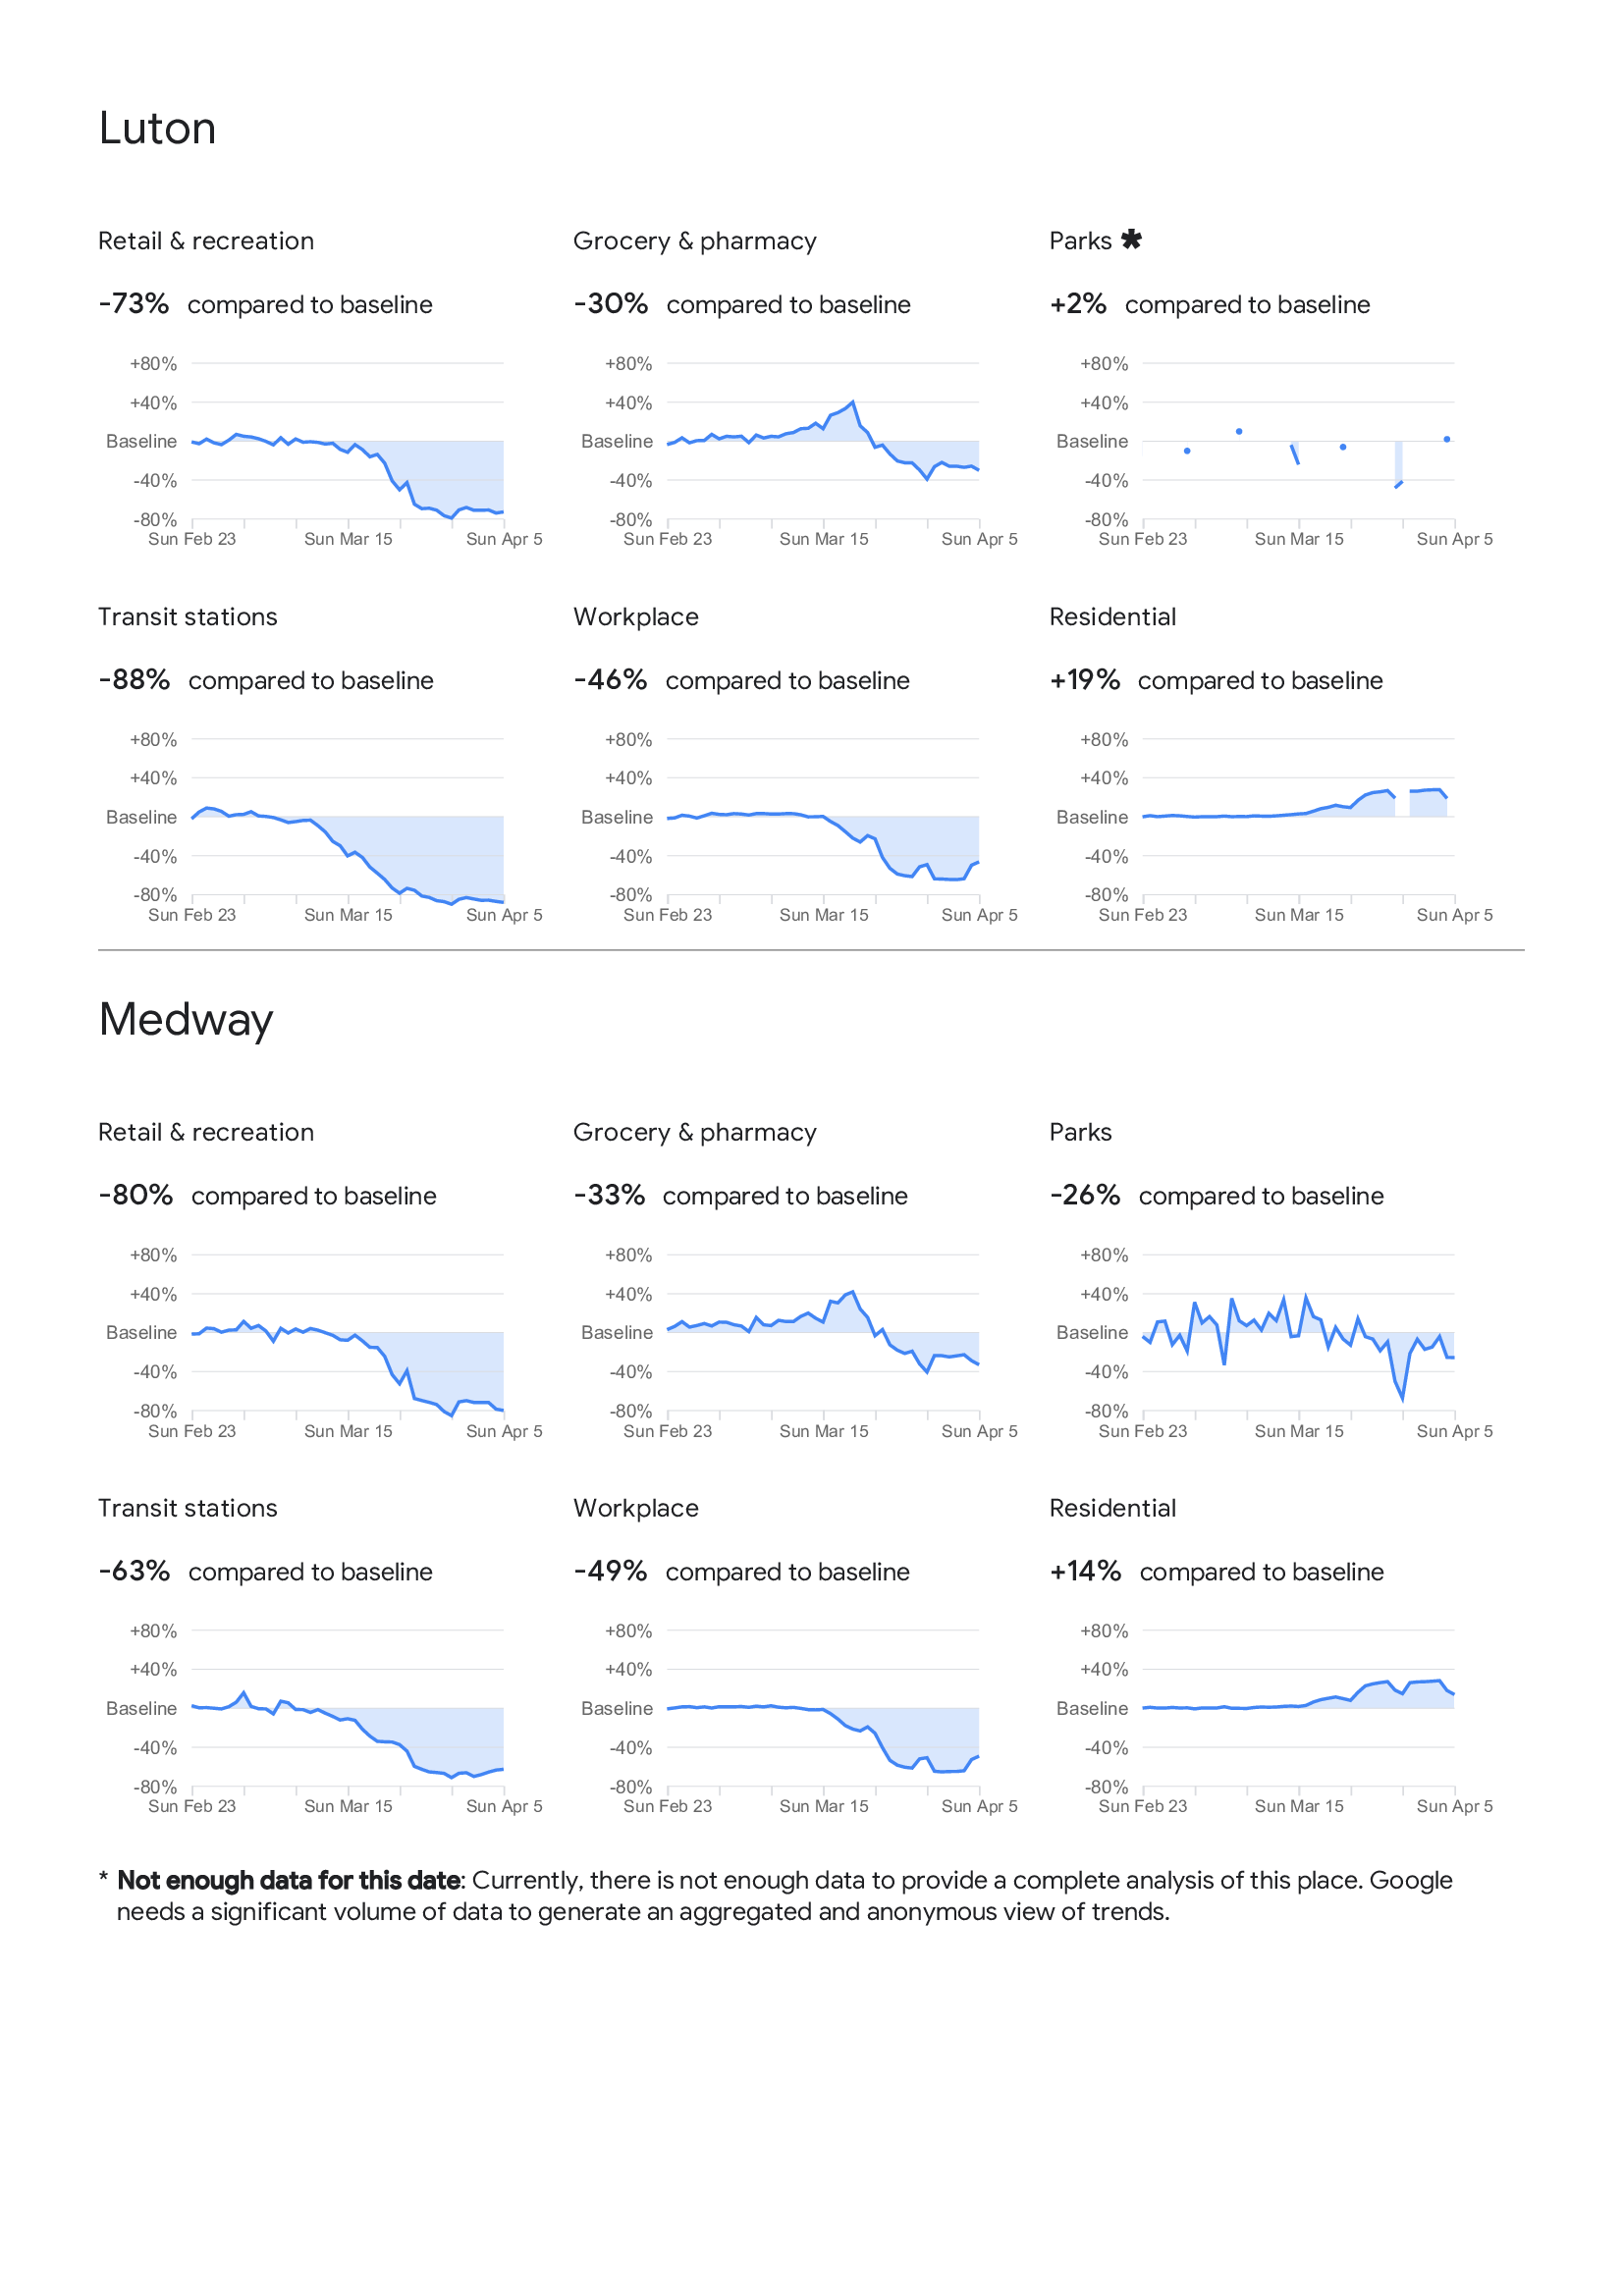 Luton
Retail & recreation
Grocery & pharmacy
Parks *
-73% compared to baseline
-30% compared to baseline
+2% compared to baseline
+80%
+40%
Baseline
-40%
-80%
Sun Feb 23 Sun Mar 15 Sun Apr 5
+80%
+40%
Baseline
-40%
-80%
Sun Feb 23 Sun Mar 15 Sun Apr 5
+80%
+40%
Baseline
-40%
-80%
Sun Feb 23 Sun Mar 15 Sun Apr 5
Transit stations
Workplace
Residential
-88% compared to baseline
-46% compared to baseline
+19% compared to baseline
+80%
+40%
Baseline
-40%
-80%
Sun Feb 23 Sun Mar 15 Sun Apr 5
+80%
+40%
Baseline
-40%
-80%
Sun Feb 23 Sun Mar 15 Sun Apr 5
+80%
+40%
Baseline
-40%
-80%
Sun Feb 23 Sun Mar 15 Sun Apr 5
Medway
Retail & recreation
Grocery & pharmacy
Parks
-80% compared to baseline
-33% compared to baseline
-26% compared to baseline
+80%
+40%
Baseline
-40%
-80%
Sun Feb 23 Sun Mar 15 Sun Apr 5
+80%
+40%
Baseline
-40%
-80%
Sun Feb 23 Sun Mar 15 Sun Apr 5
+80%
+40%
Baseline
-40%
-80%
Sun Feb 23 Sun Mar 15 Sun Apr 5
Transit stations
Workplace
Residential
-63% compared to baseline
-49% compared to baseline
+14% compared to baseline
+80%
+40%
Baseline
-40%
-80%
Sun Feb 23 Sun Mar 15 Sun Apr 5
+80%
+40%
Baseline
-40%
-80%
Sun Feb 23 Sun Mar 15 Sun Apr 5
+80%
+40%
Baseline
-40%
-80%
Sun Feb 23 Sun Mar 15 Sun Apr 5
* Not enough data for this date: Currently, there is not enough data to provide a complete analysis of this place. Google
needs a significant volume of data to generate an aggregated and anonymous view of trends.